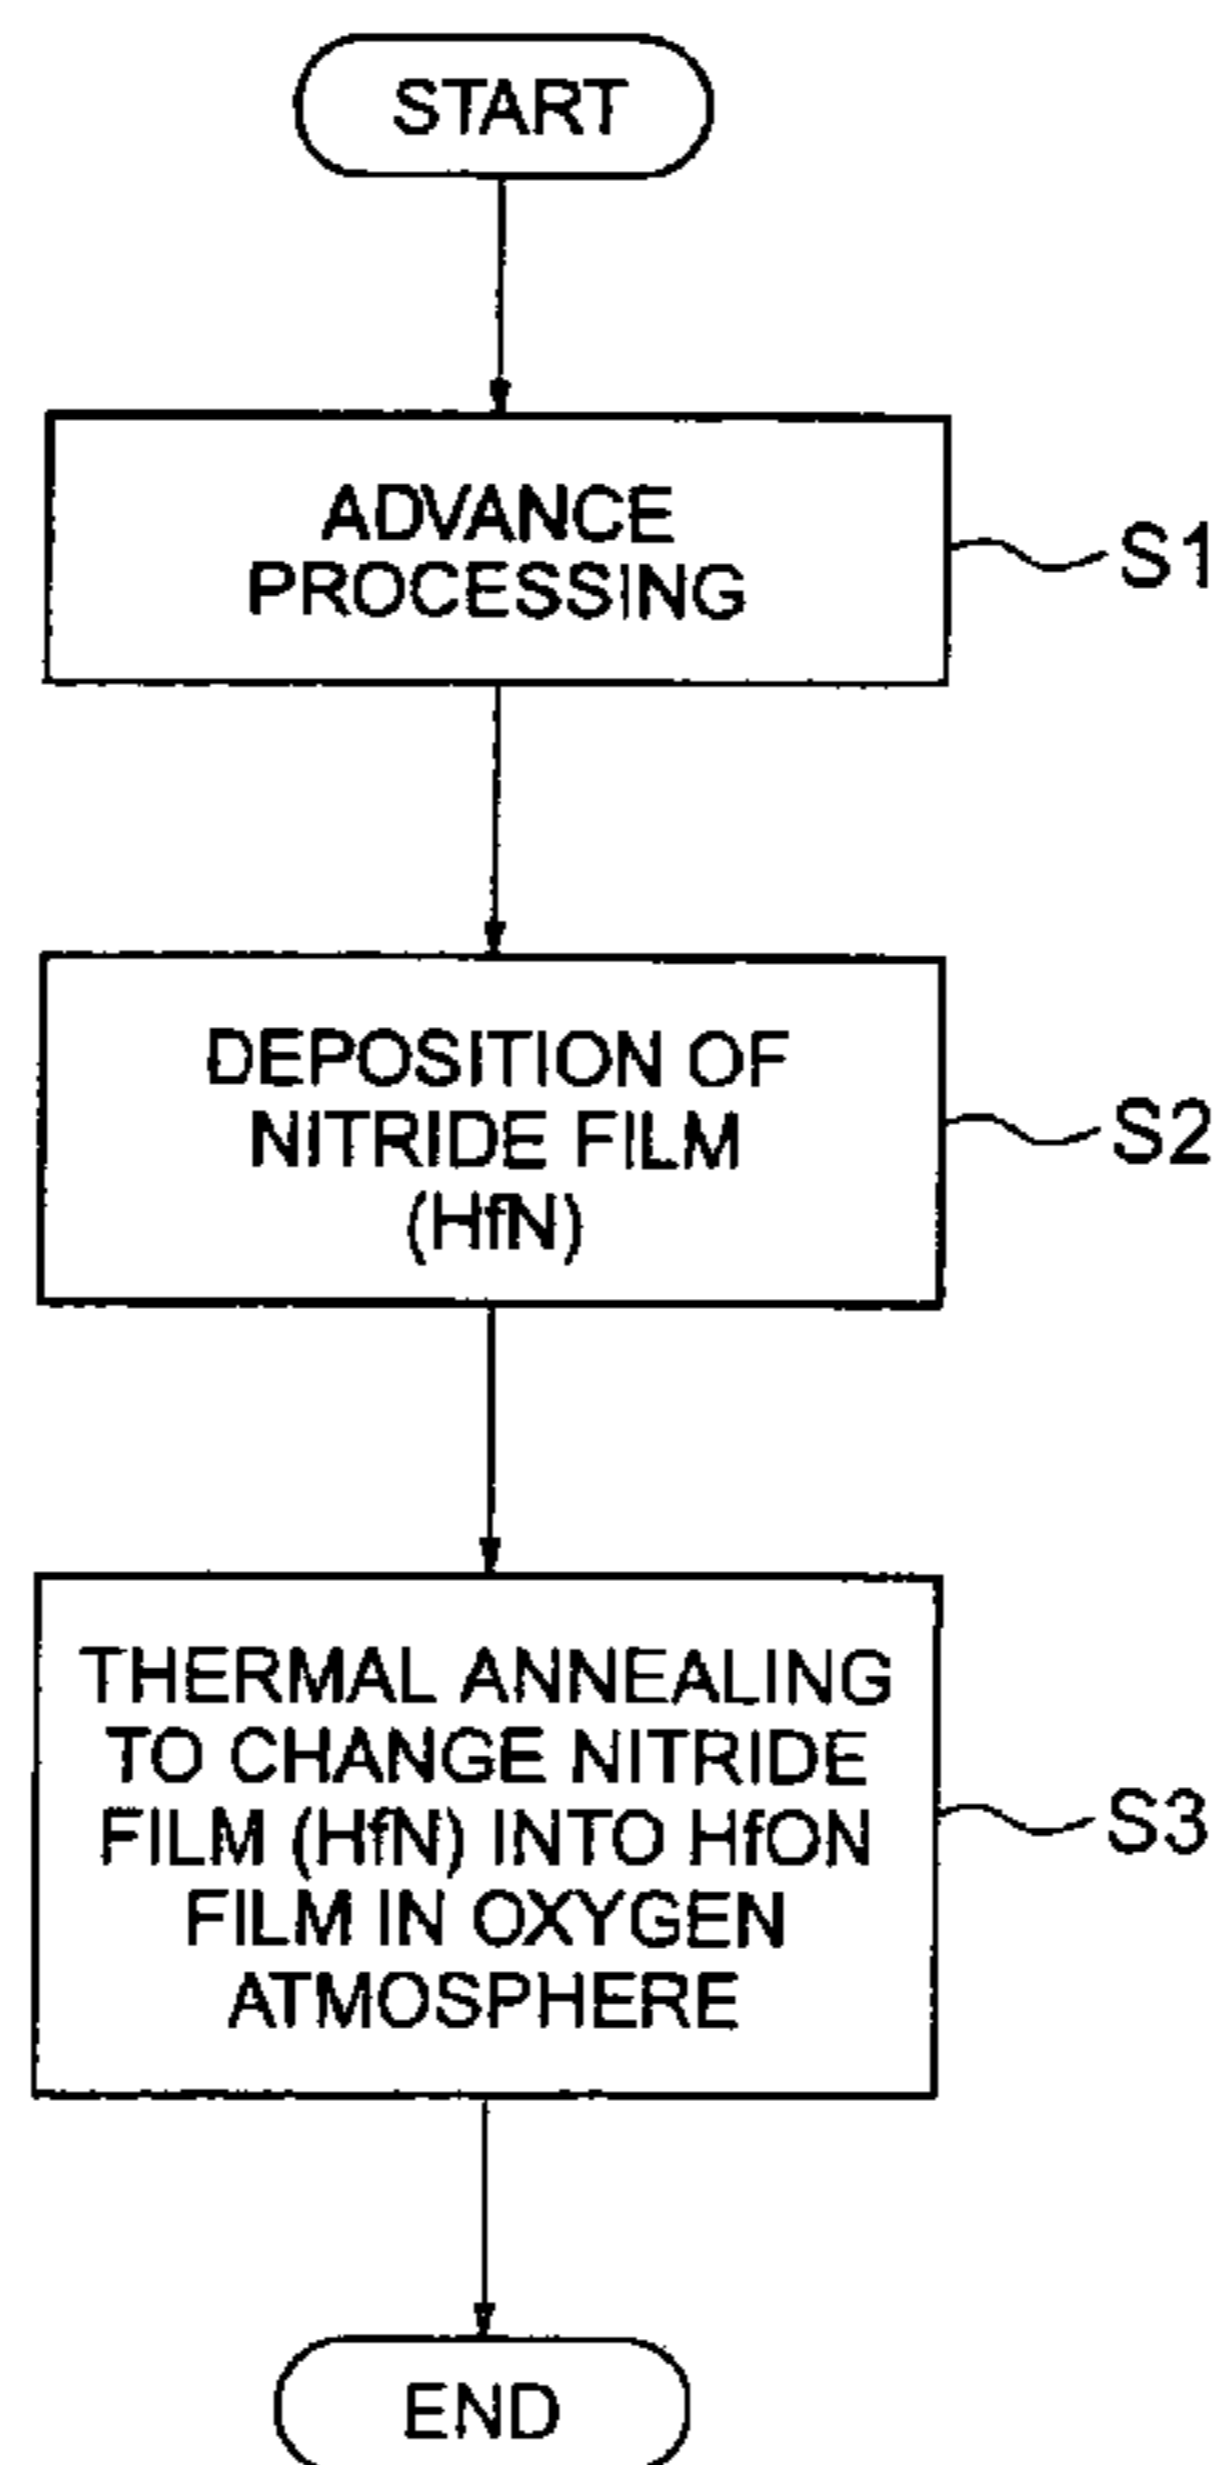 START
ADVANCE
PROCESSING
S1
DEPOSITION OF
NITRIDE FILM
(HfN)
S2
THERMAL ANNEALING
TO CHANGE NITRIDE
FILM (HfN) INTO HfON
FILM IN OXYGEN
ATMOSPHERE
S3
END